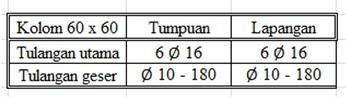 Kolom 60 x 60 Tumpuan Lapangan
Tulangan utama 6 Ø 16 6 Ø 16
Tulangan geser Ø 10 - 180 Ø 10 - 180